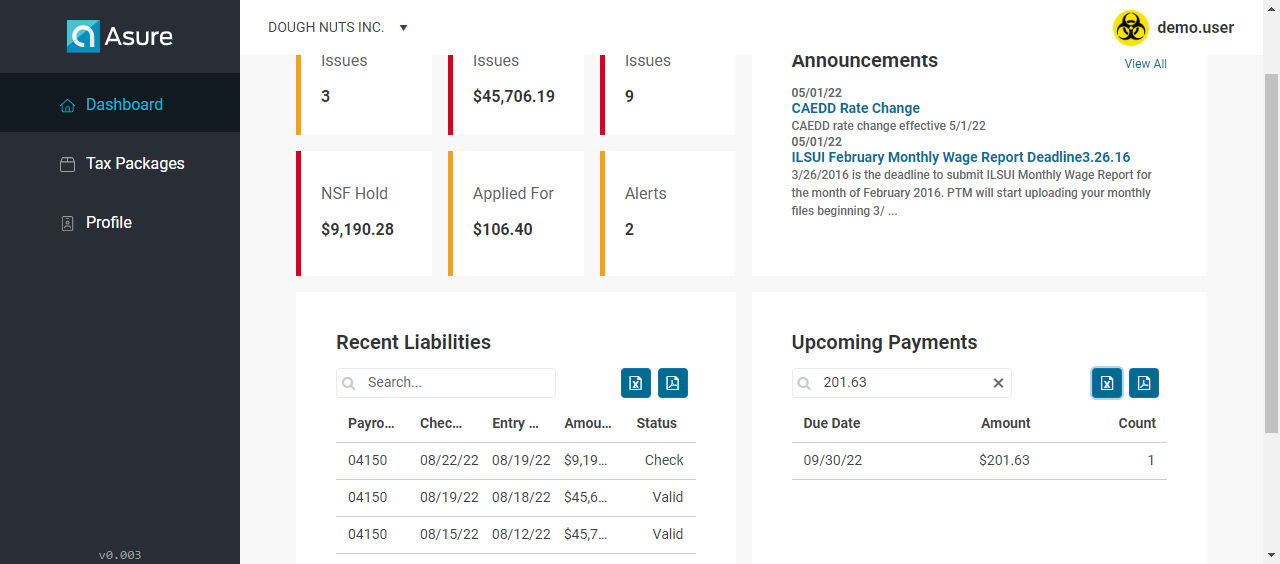 Asure
Dashboard
Tax Packages
Profile
v0.003
DOUGH NUTS INC.
demo.user
Issues
3
Issues
$45,706.19
Issues
9
NSF Hold
$9,190.28
Applied For
$106.40
Alerts
2
Announcements
View All
05/01/22
CAEDD Rate Change
CAEDD rate change effective 5/1/22
05/01/22
ILSUI February Monthly Wage Report Deadline3.26.16
3/26/2016 is the deadline to submit ILSUI Monthly Wage Report for
the month of February 2016. PTM will start uploading your monthly
files beginning 3/ ...
Recent Liabilities
Search...
Payro... Chec... Entry ... Amou... Status
04150 08/22/22 08/19/22 $9,19... Check
04150 08/19/22 08/18/22 $45,6... Valid
04150 08/15/22 08/12/22 $45,7... Valid
Upcoming Payments
201.63
Due Date Amount Count
09/30/22 $201.63 1